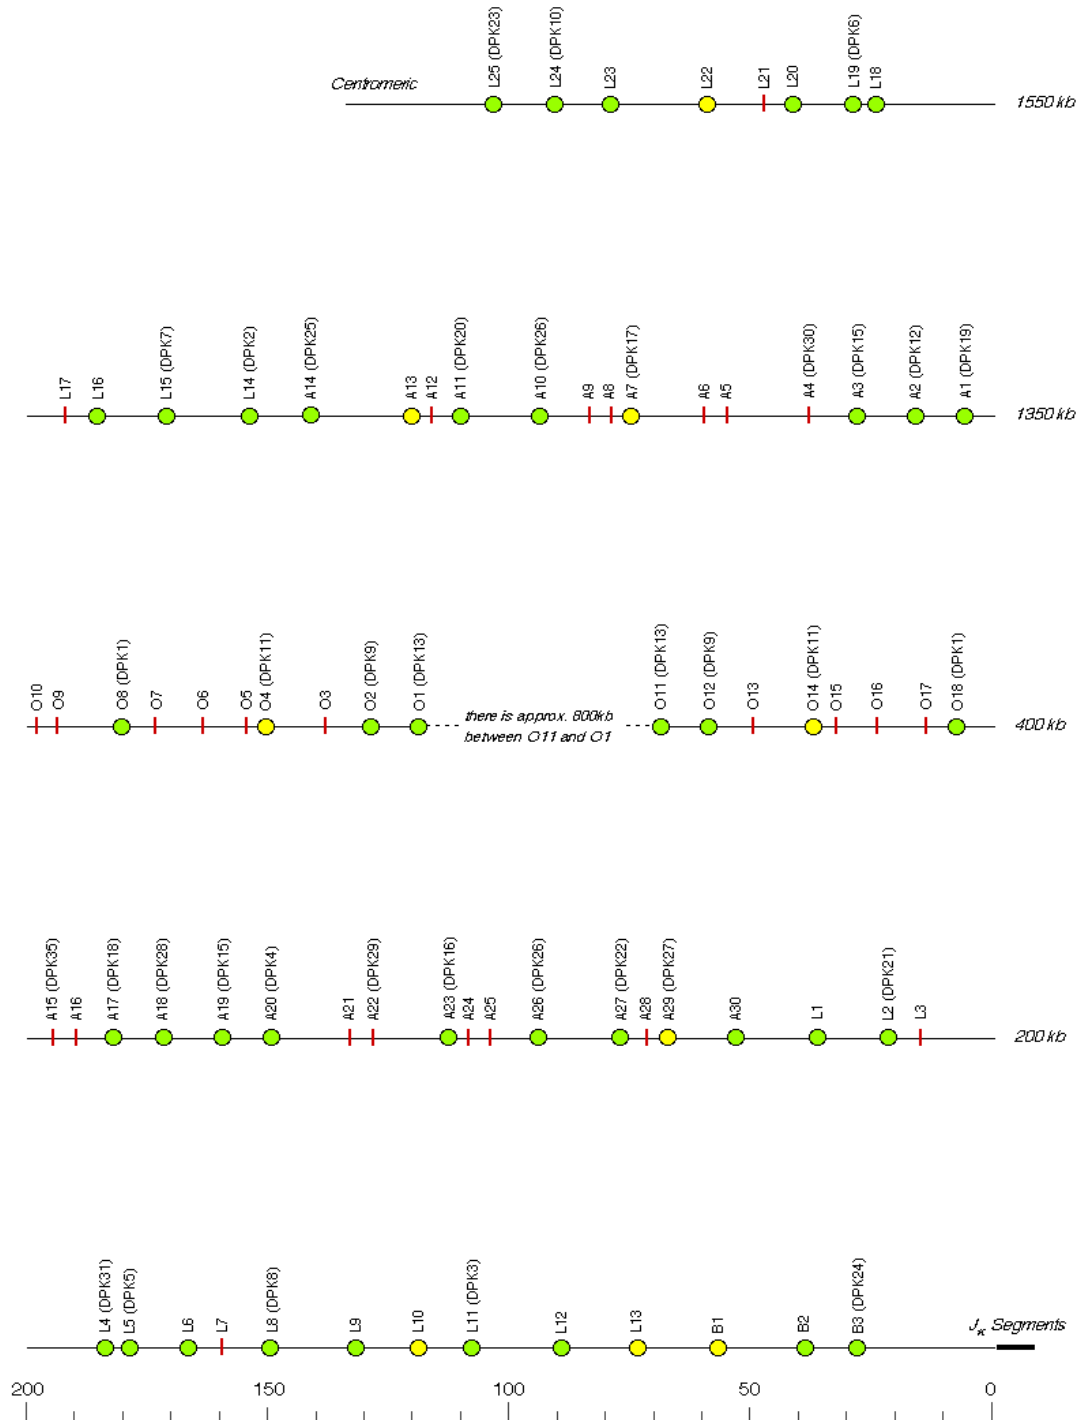 Centromeric
L25 (DPK23)
L24 (DPK10)
L23
L22
L21
L20
L19 (DPK6)
L18
1550 kb
L17
L16
L15 (DPK7)
L14 (DPK2)
A14 (DPK25)
A13
A12
A11 (DPK20)
A10 (DPK26)
A9
A8
A7 (DPK17)
A6
A5
A4 (DPK30)
A3 (DPK15)
A2 (DPK12)
A1 (DPK19)
1350 kb
O10
O9
O8 (DPK1)
O7
O6
O5
O4 (DPK11)
O3
O2 (DPK9)
O1 (DPK13)
there is approx. 800kb
between O11 and O1
O11 (DPK13)
O12 (DPK9)
O13
O14 (DPK11)
O15
O16
O17
O18 (DPK1)
400 kb
A15 (DPK35)
A16
A17 (DPK18)
A18 (DPK28)
A19 (DPK15)
A20 (DPK4)
A21
A22 (DPK29)
A23 (DPK16)
A24
A25
A26 (DPK26)
A27 (DPK22)
A28
A29 (DPK27)
A30
L1
L2 (DPK21)
L3
200 kb
L4 (DPK31)
L5 (DPK5)
L6
L7
L8 (DPK8)
L9
L10
L11 (DPK3)
L12
L13
B1
B2
B3 (DPK24)
Jκ Segments
200
150
100
50
0